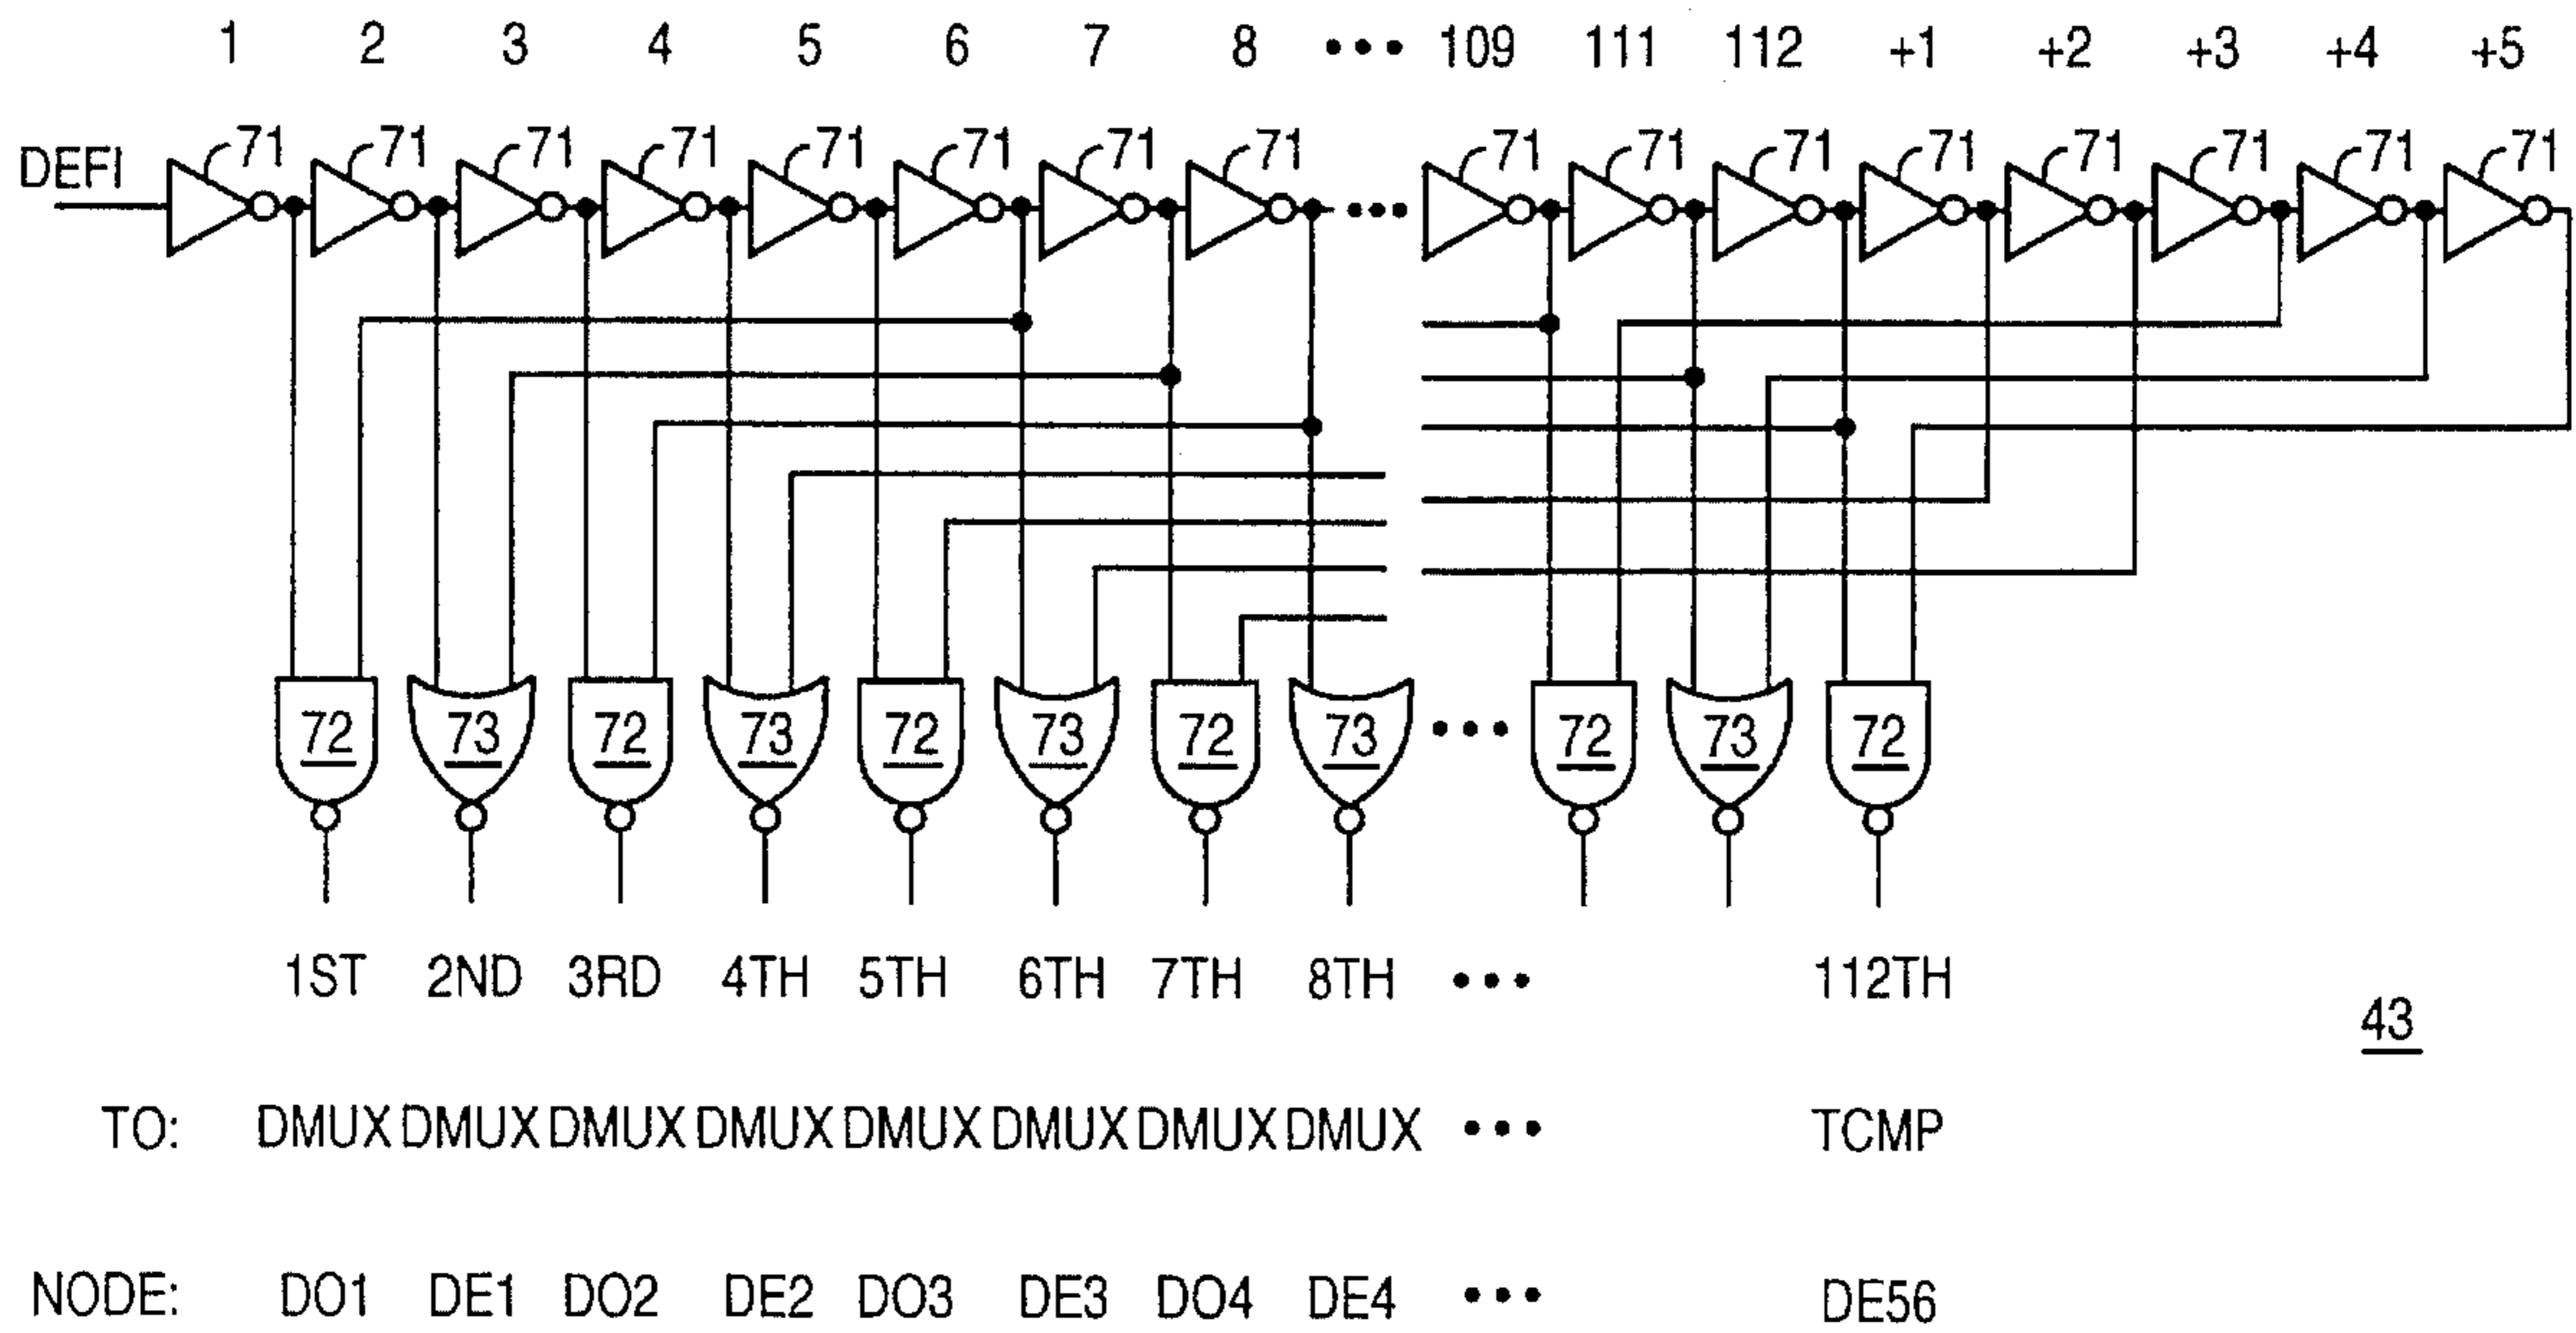 1 2 3 4 5 6 7 8 ••• 109 111 112 +1 +2 +3 +4 +5
71 71 71 71 71 71 71 71 71 71 71 71 71 71 71 71
DEFI
•••
72 73 72 73 72 73 72 73 ••• 72 73 72
1ST 2ND 3RD 4TH 5TH 6TH 7TH 8TH ••• 112TH
43
TO: DMUX DMUX DMUX DMUX DMUX DMUX DMUX DMUX ••• TCMP
NODE: DO1 DE1 DO2 DE2 DO3 DE3 DO4 DE4 ••• DE56